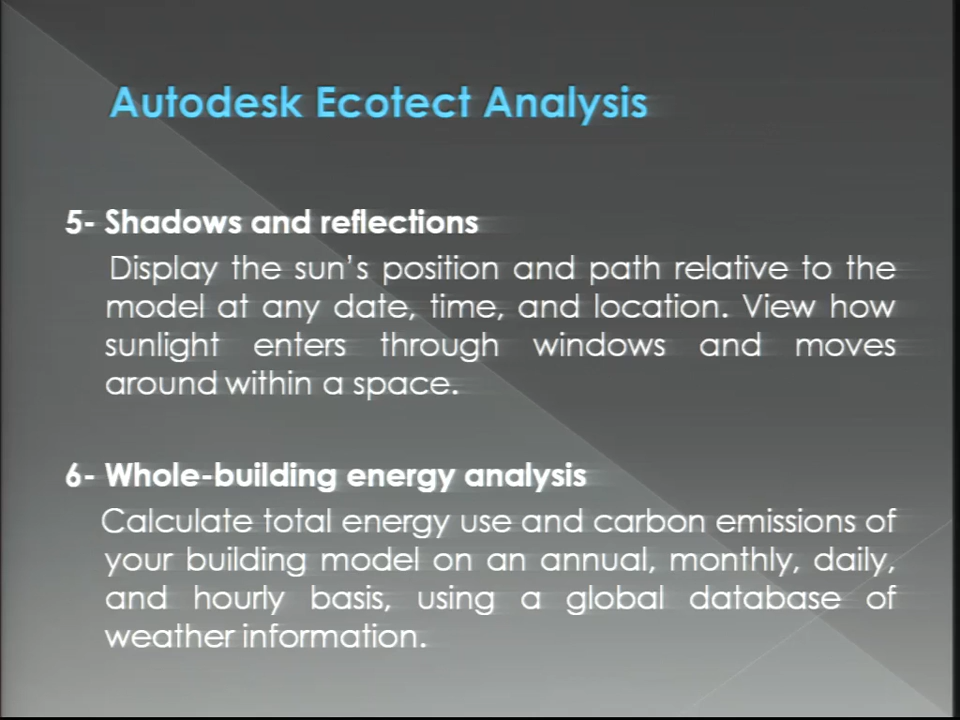 Autodesk Ecotect Analysis
5- Shadows and reflections
Display the sun's position and path relative to the
model at any date, time, and location. View how
sunlight enters through windows and moves
around within a space.
6- Whole-building energy analysis
Calculate total energy use and carbon emissions of
your building model on an annual, monthly, daily,
and hourly basis, using a global database of
weather information.